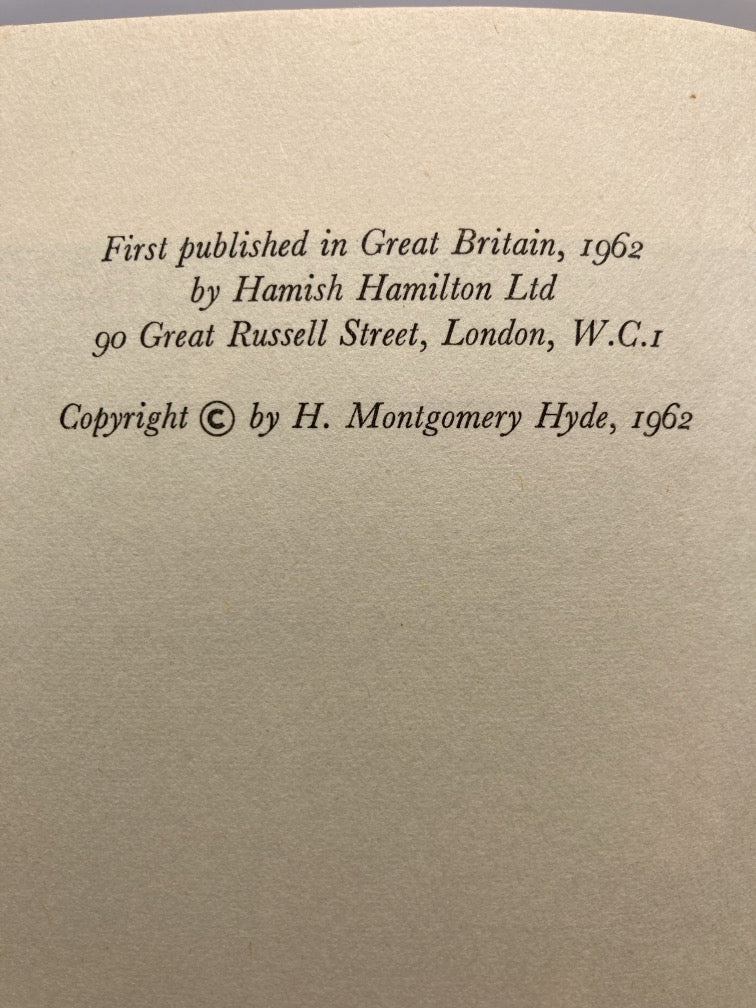 First published in Great Britain, 1962
by Hamish Hamilton Ltd
90 Great Russell Street, London, W.C.1
Copyright © by H. Montgomery Hyde, 1962